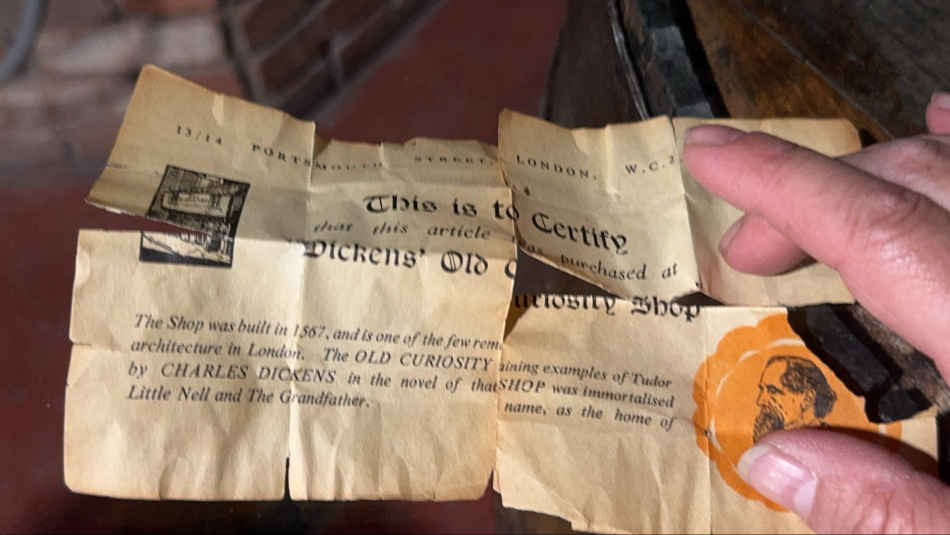 13/14 PORTSMOUTH STREET, LONDON, W.C.2
This is to Certify
that this article was purchased at
Dickens' Old Curiosity Shop
The Shop was built in 1567, and is one of the few remaining examples of Tudor
architecture in London. The OLD CURIOSITY SHOP was immortalised
by CHARLES DICKENS in the novel of that name, as the home of
Little Nell and The Grandfather.